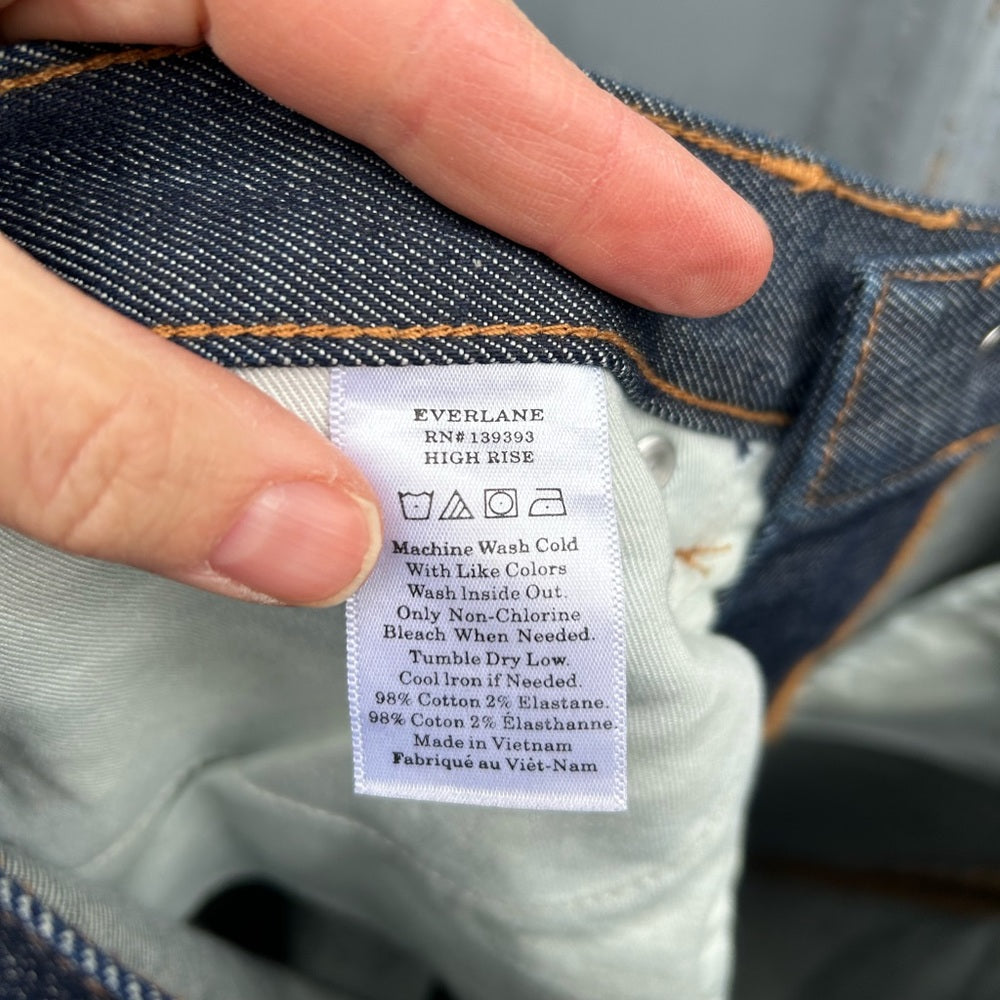 EVERLANE
RN# 139393
HIGH RISE
Machine Wash Cold
With Like Colors
Wash Inside Out.
Only Non-Chlorine
Bleach When Needed.
Tumble Dry Low.
Cool Iron if Needed.
98% Cotton 2% Elastane.
98% Coton 2% Élasthanne
Made in Vietnam
Fabriqué au Viêt-Nam